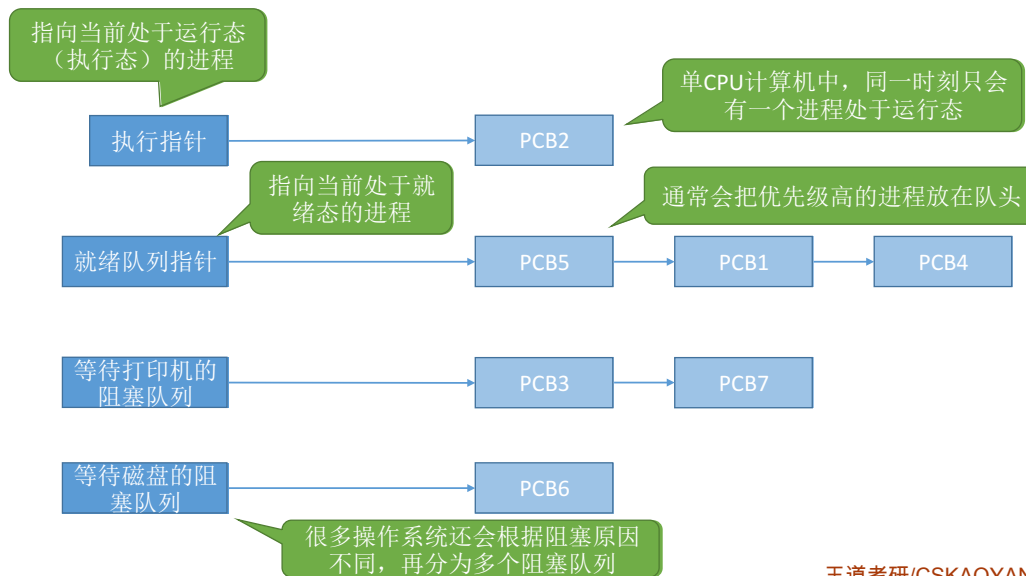 指向当前处于运行态
（执行态）的进程
单CPU计算机中，同一时刻只会
有一个进程处于运行态
执行指针
PCB2
指向当前处于就
绪态的进程
通常会把优先级高的进程放在队头
就绪队列指针
PCB5
PCB1
PCB4
等待打印机的
阻塞队列
PCB3
PCB7
等待磁盘的阻
塞队列
PCB6
很多操作系统还会根据阻塞原因
不同，再分为多个阻塞队列
王道考研/CSKAOYAN